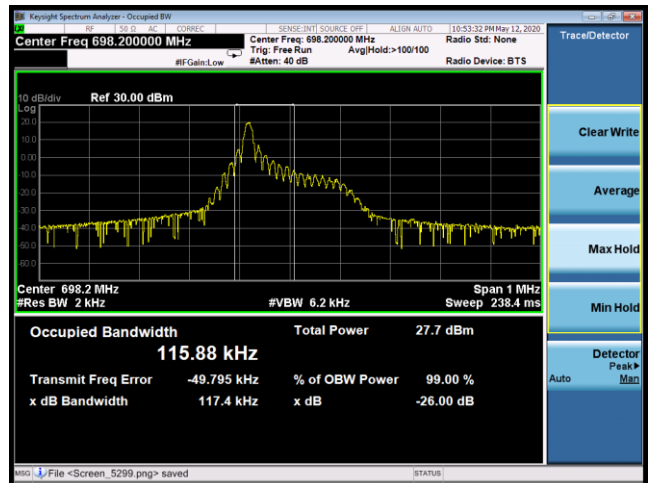 Keysight Spectrum Analyzer - Occupied BW
RF 50 Ω AC CORREC SENSE:INT SOURCE OFF ALIGN AUTO 10:53:32 PM May 12, 2020
Center Freq 698.200000 MHz
Center Freq: 698.200000 MHz Radio Std: None
Trig: Free Run Avg|Hold:>100/100
#IFGain:Low #Atten: 40 dB Radio Device: BTS
10 dB/div Ref 30.00 dBm
Log
20.0
10.0
0.00
-10.0
-20.0
-30.0
-40.0
-50.0
-60.0
Center 698.2 MHz Span 1 MHz
#Res BW 2 kHz #VBW 6.2 kHz Sweep 238.4 ms
Occupied Bandwidth Total Power 27.7 dBm
115.88 kHz
Transmit Freq Error -49.795 kHz % of OBW Power 99.00 %
x dB Bandwidth 117.4 kHz x dB -26.00 dB
MSG File <Screen_5299.png> saved STATUS
Trace/Detector
Clear Write
Average
Max Hold
Min Hold
Detector
Peak▶
Auto Man